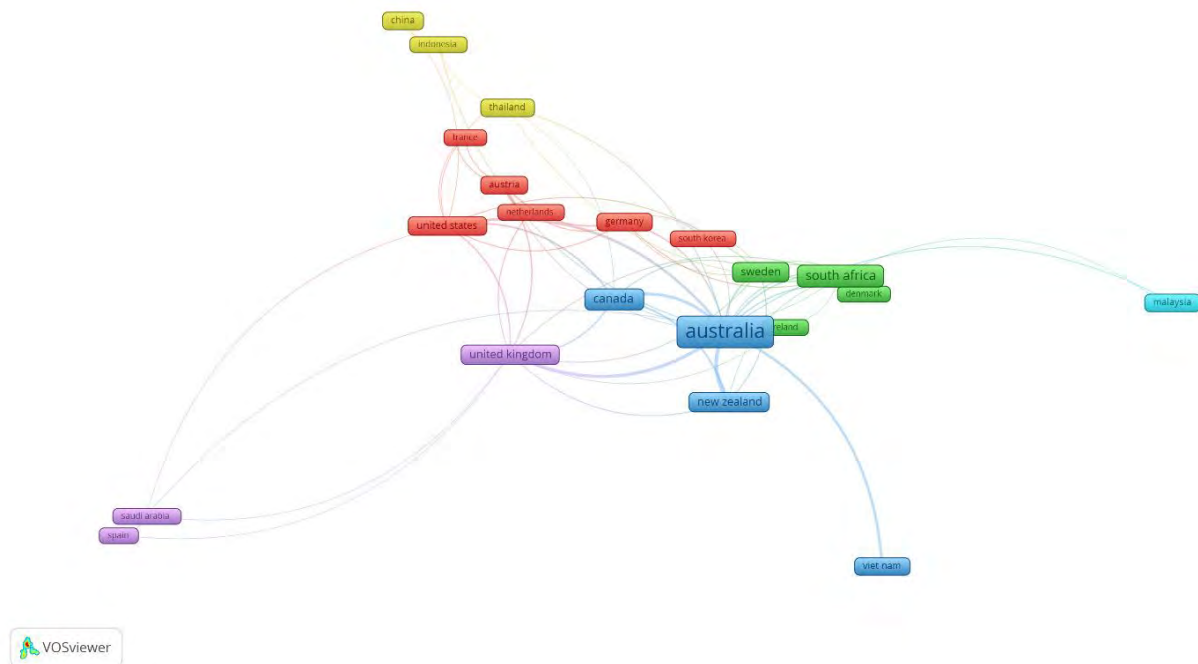 china
indonesia
thailand
france
austria
netherlands
united states
germany
south korea
sweden
south africa
denmark
malaysia
canada
australia
ireland
united kingdom
new zealand
saudi arabia
spain
viet nam
VOSviewer